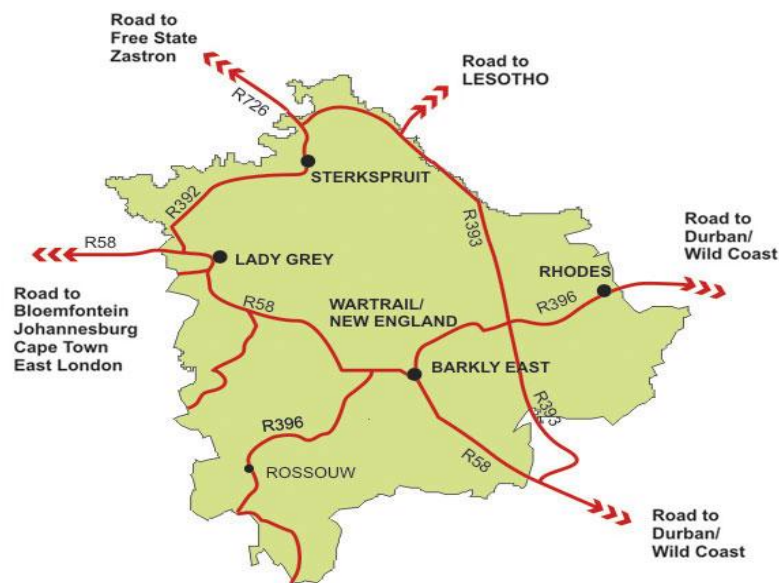 Road to
Free State
Zastron
Road to
LESOTHO
R726
STERKSPRUIT
R392
R393
R58
LADY GREY
Road to
Durban/
Wild Coast
RHODES
R396
Road to
Bloemfontein
Johannesburg
Cape Town
East London
R58
WARTRAIL/
NEW ENGLAND
BARKLY EAST
R393
R396
R58
ROSSOUW
Road to
Durban/
Wild Coast